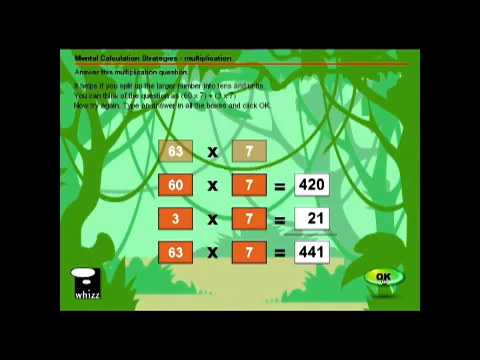 Mental Calculation Strategies - multiplication
Answer this multiplication question.
It helps if you split up the larger number into tens and units.
You can think of the question as (60 x 7) + (3 x 7)
Now try again. Type an answer in all the boxes and click OK.
63 x 7
60 x 7 = 420
3 x 7 = 21
63 x 7 = 441
OK
whizz